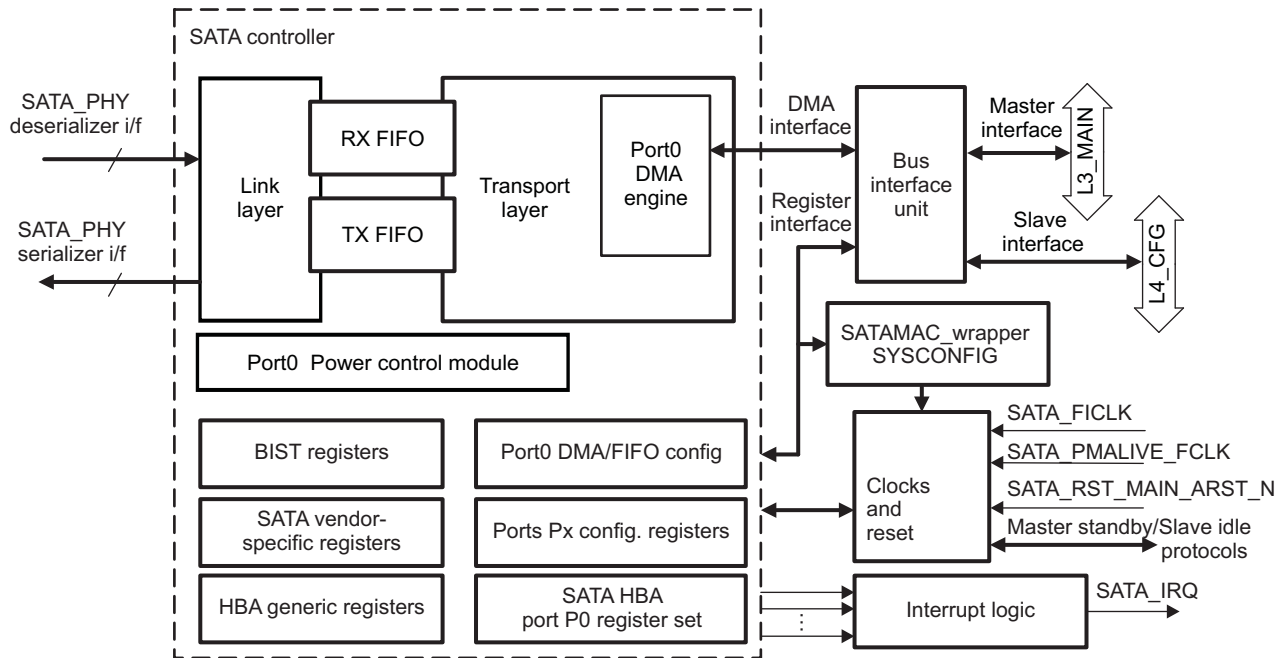 SATA controller
SATA_PHY
deserializer i/f
SATA_PHY
serializer i/f
Link
layer
RX FIFO
TX FIFO
Transport
layer
Port0
DMA
engine
DMA
interface
Register
interface
Bus
interface
unit
Master
interface
L3_MAIN
Slave
interface
L4_CFG
Port0 Power control module
SATAMAC_wrapper
SYSCONFIG
BIST registers
Port0 DMA/FIFO config
SATA vendor-
specific registers
Ports Px config. registers
HBA generic registers
SATA HBA
port P0 register set
Clocks
and
reset
SATA_FICLK
SATA_PMALIVE_FCLK
SATA_RST_MAIN_ARST_N
Master standby/Slave idle
protocols
Interrupt logic
SATA_IRQ